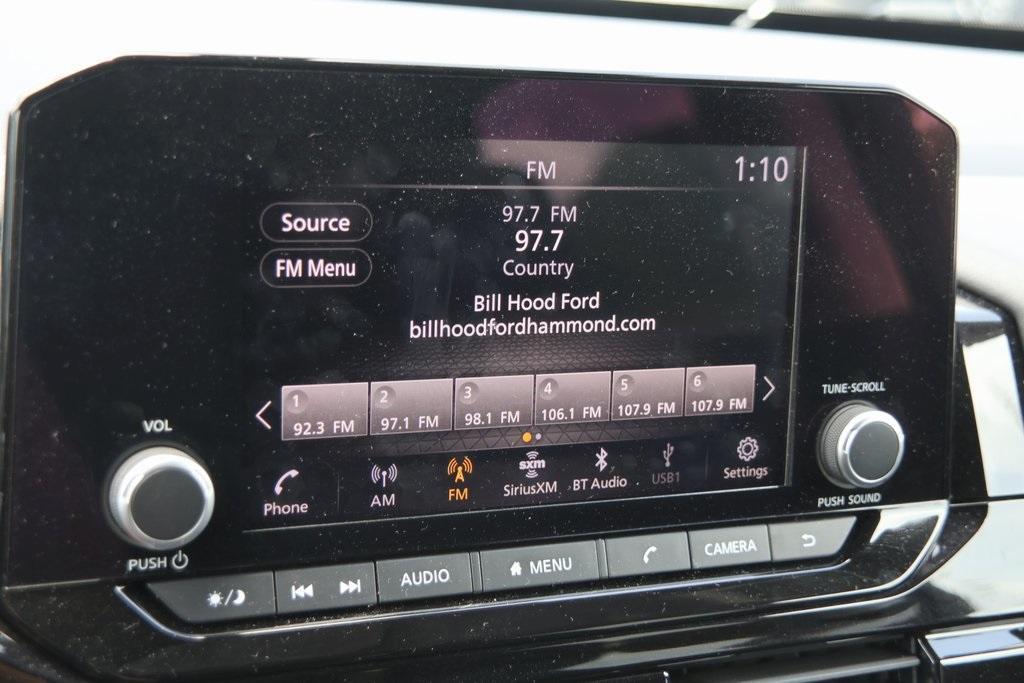 FM
1:10
Source
FM Menu
97.7 FM
97.7
Country
Bill Hood Ford
billhoodfordhammond.com
1
92.3 FM
2
97.1 FM
3
98.1 FM
4
106.1 FM
5
107.9 FM
6
107.9 FM
Phone
AM
FM
sxm
SiriusXM
BT Audio
USB1
Settings
VOL
PUSH
TUNE·SCROLL
PUSH SOUND
AUDIO
MENU
CAMERA